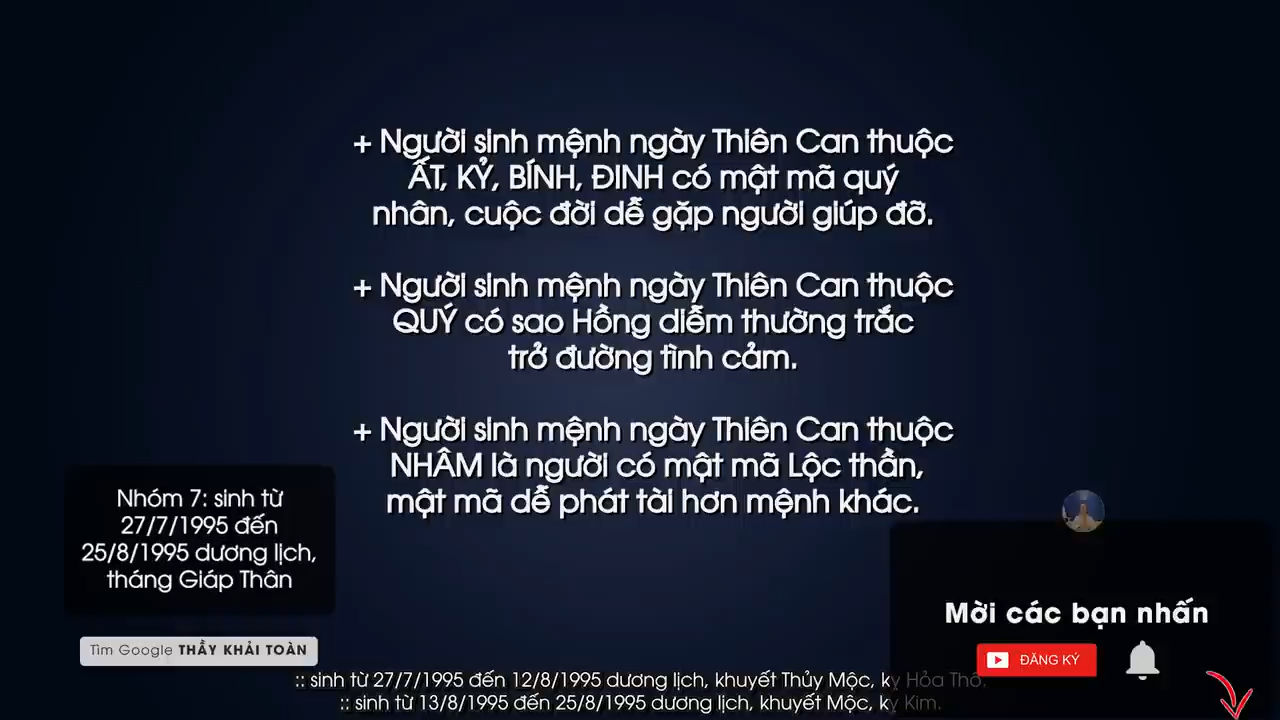 + Người sinh mệnh ngày Thiên Can thuộc
ẤT, KỶ, BÍNH, ĐINH có mật mã quý
nhân, cuộc đời dễ gặp người giúp đỡ.
+ Người sinh mệnh ngày Thiên Can thuộc
QUÝ có sao Hồng diễm thường trắc
trở đường tình cảm.
+ Người sinh mệnh ngày Thiên Can thuộc
NHÂM là người có mật mã Lộc thần,
mật mã dễ phát tài hơn mệnh khác.
Nhóm 7: sinh từ
27/7/1995 đến
25/8/1995 dương lịch,
tháng Giáp Thân
Tìm Google THẦY KHẢI TOÀN
Mời các bạn nhấn
ĐĂNG KÝ
:: sinh từ 27/7/1995 đến 12/8/1995 dương lịch, khuyết Thủy Mộc, kỵ Hỏa Thổ.
:: sinh từ 13/8/1995 đến 25/8/1995 dương lịch, khuyết Mộc, kỵ Kim.